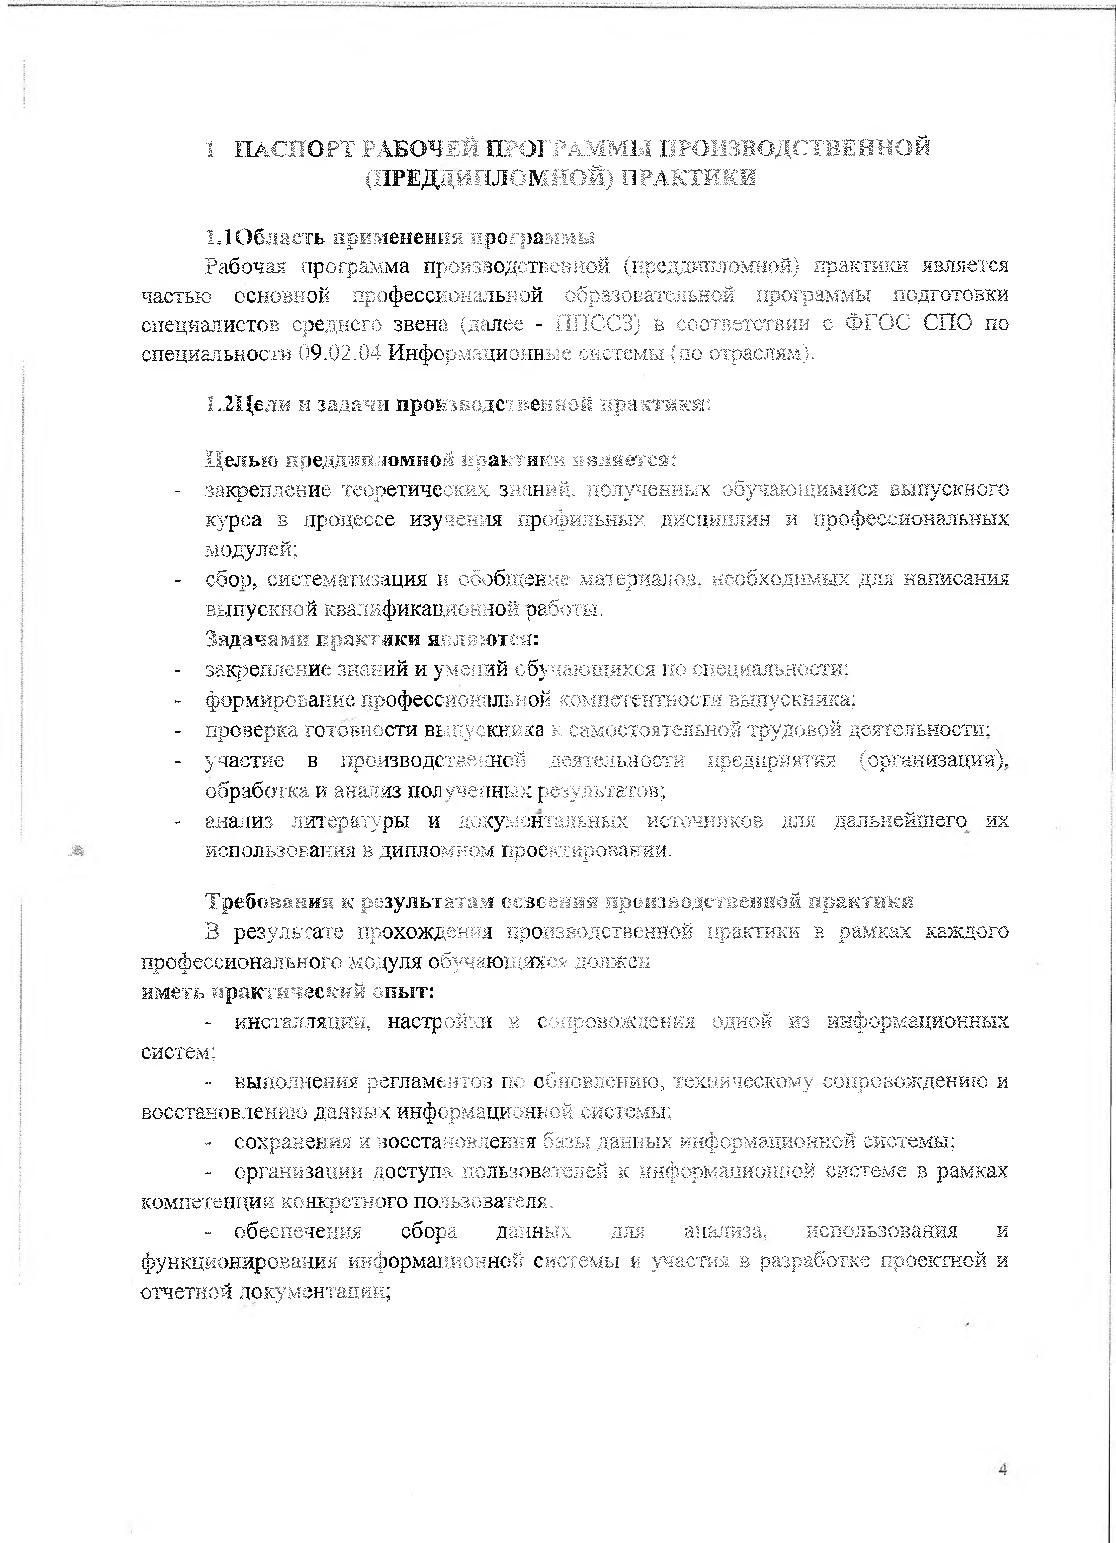 1 ПАСПОРТ РАБОЧЕЙ ПРОГРАММЫ ПРОИЗВОДСТВЕННОЙ
(ПРЕДДИПЛОМНОЙ) ПРАКТИКИ
1.1Область применения программы
Рабочая программа производственной (преддипломной) практики является
частью основной профессиональной образовательной программы подготовки
специалистов среднего звена (далее - ППССЗ) в соответствии с ФГОС СПО по
специальности 09.02.04 Информационные системы (по отраслям).
1.2Цели и задачи производственной практики:
Целью преддипломной практики является:
- закрепление теоретических знаний, полученных обучающимися выпускного
курса в процессе изучения профильных дисциплин и профессиональных
модулей;
- сбор, систематизация и обобщение материалов, необходимых для написания
выпускной квалификационной работы.
Задачами практики являются:
- закрепление знаний и умений обучающихся по специальности;
- формирование профессиональной компетентности выпускника;
- проверка готовности выпускника к самостоятельной трудовой деятельности;
- участие в производственной деятельности предприятия (организации),
обработка и анализ полученных результатов;
- анализ литературы и документальных источников для дальнейшего их
использования в дипломном проектировании.
Требования к результатам освоения производственной практики
В результате прохождения производственной практики в рамках каждого
профессионального модуля обучающихся должен
иметь практический опыт:
- инсталляции, настройки и сопровождения одной из информационных
систем;
- выполнения регламентов по обновлению, техническому сопровождению и
восстановлению данных информационной системы;
- сохранения и восстановления базы данных информационной системы;
- организации доступа пользователей к информационной системе в рамках
компетенции конкретного пользователя.
- обеспечения сбора данных для анализа, использования и
функционирования информационной системы и участия в разработке проектной и
отчетной документации;
4